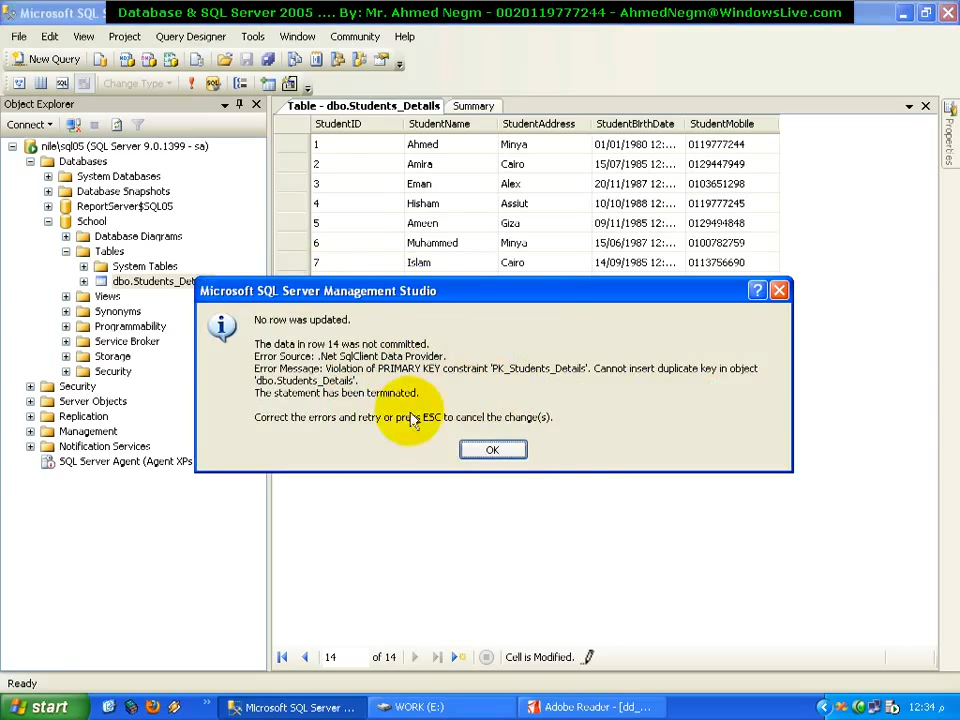 Microsoft SQL
Database & SQL Server 2005 .... By: Mr. Ahmed Negm - 0020119777244 - AhmedNegm@WindowsLive.com
File Edit View Project Query Designer Tools Window Community Help
New Query
Change Type
Object Explorer
Connect
nile\sql05 (SQL Server 9.0.1399 - sa)
Databases
System Databases
Database Snapshots
ReportServer$SQL05
School
Database Diagrams
Tables
System Tables
dbo.Students_Det
Views
Synonyms
Programmability
Service Broker
Storage
Security
Security
Server Objects
Replication
Management
Notification Services
SQL Server Agent (Agent XPs
Table - dbo.Students_Details Summary
StudentID StudentName StudentAddress StudentBirthDate StudentMobile
1 Ahmed Minya 01/01/1980 12:... 0119777244
2 Amira Cairo 15/07/1985 12:... 0129447949
3 Eman Alex 20/11/1987 12:... 0103651298
4 Hisham Assiut 10/10/1988 12:... 0119777245
5 Ameen Giza 09/11/1985 12:... 0129494848
6 Muhammed Minya 15/06/1987 12:... 0100782759
7 Islam Cairo 14/09/1985 12:... 0113756690
Properties
Microsoft SQL Server Management Studio
No row was updated.
The data in row 14 was not committed.
Error Source: .Net SqlClient Data Provider.
Error Message: Violation of PRIMARY KEY constraint 'PK_Students_Details'. Cannot insert duplicate key in object
'dbo.Students_Details'.
The statement has been terminated.
Correct the errors and retry or press ESC to cancel the change(s).
OK
14 of 14 Cell is Modified.
Ready
start
Microsoft SQL Server ...
WORK (E:)
Adobe Reader - [dd_...
12:34 م